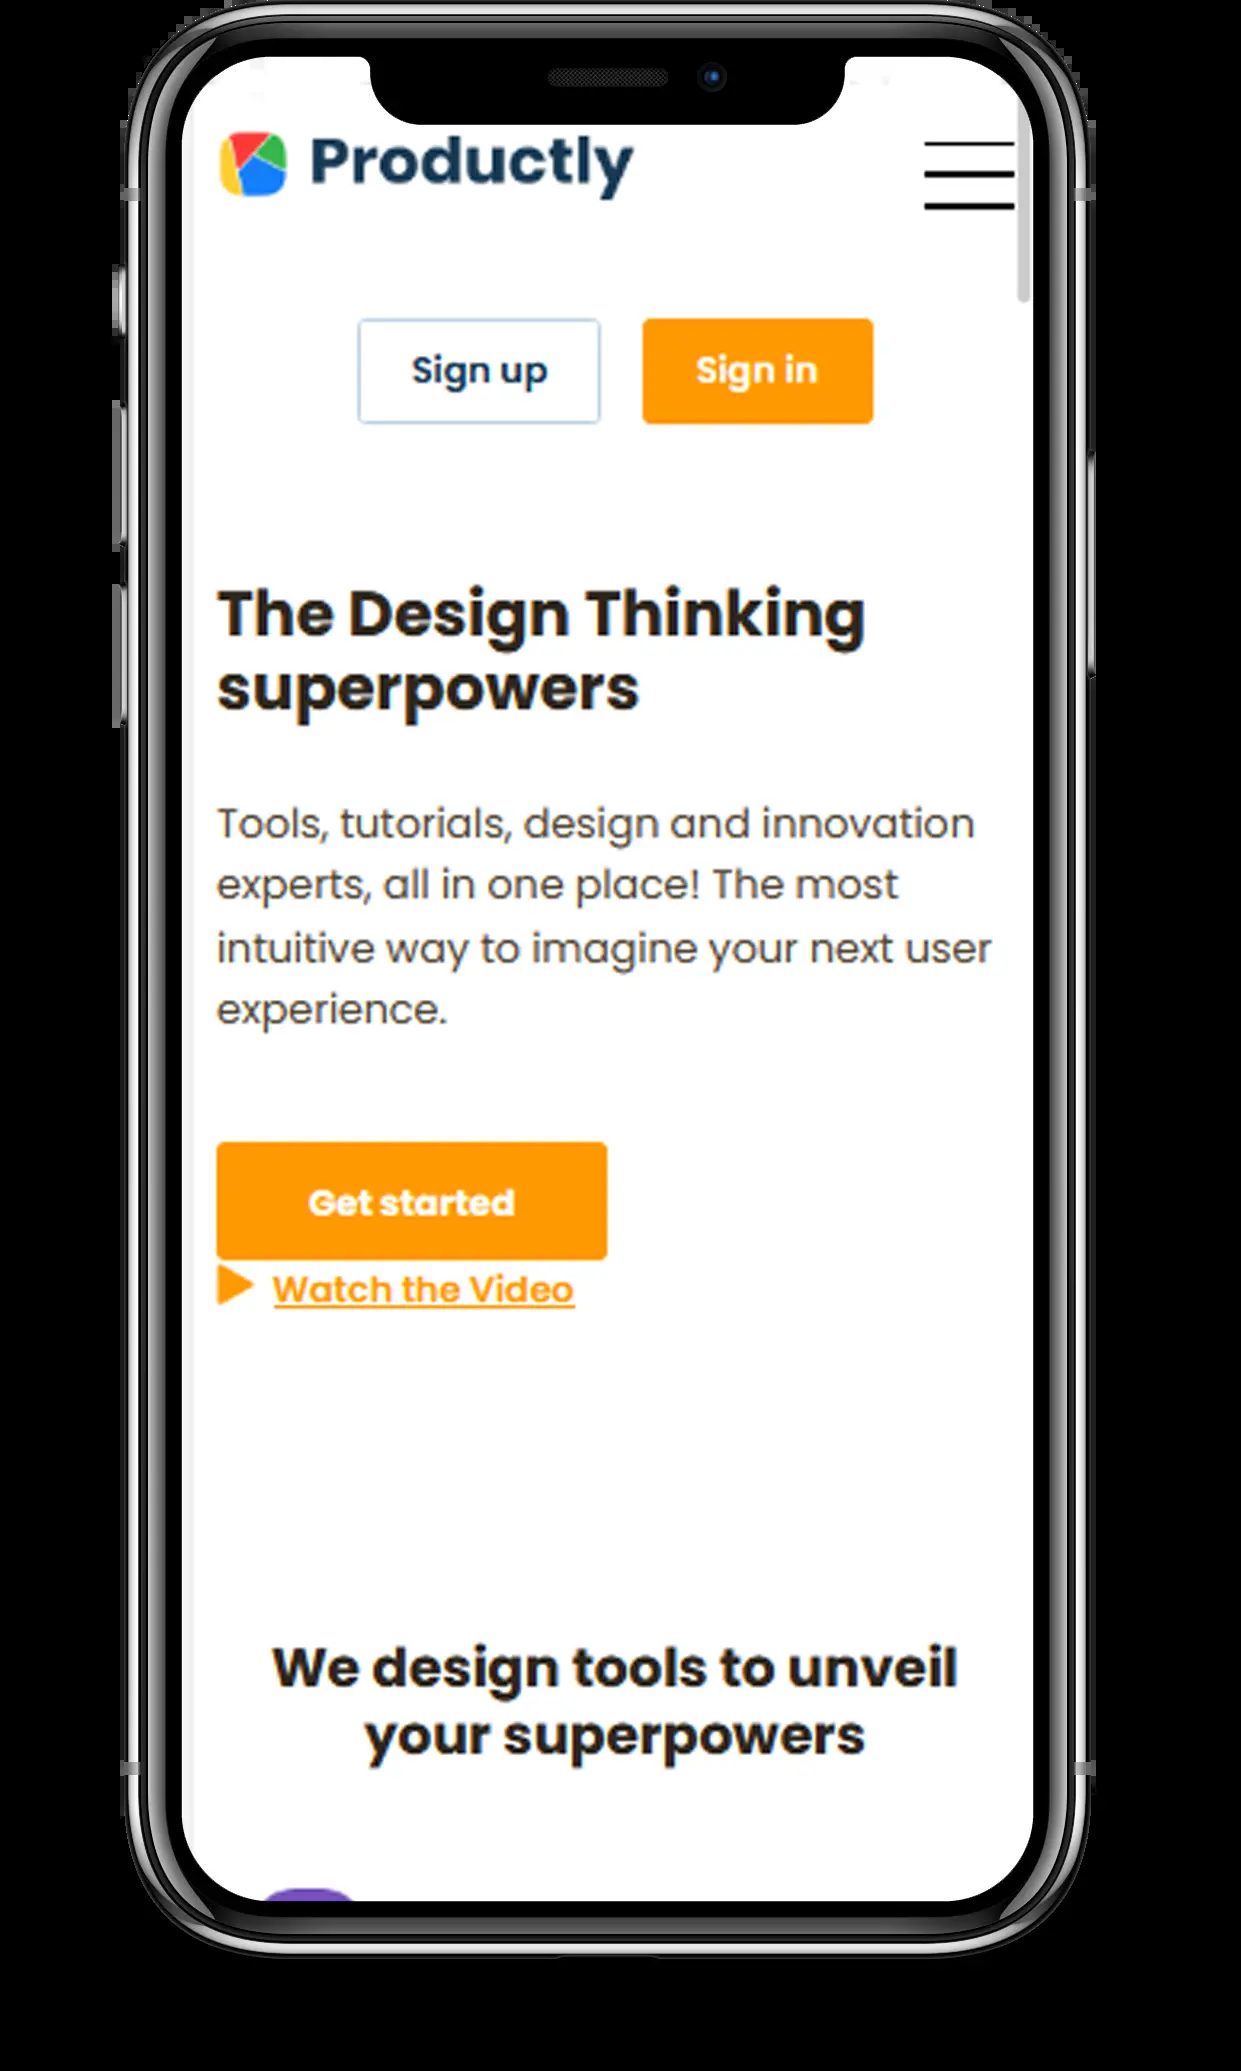 Productly
Sign up
Sign in
The Design Thinking
superpowers
Tools, tutorials, design and innovation
experts, all in one place! The most
intuitive way to imagine your next user
experience.
Get started
Watch the Video
We design tools to unveil
your superpowers